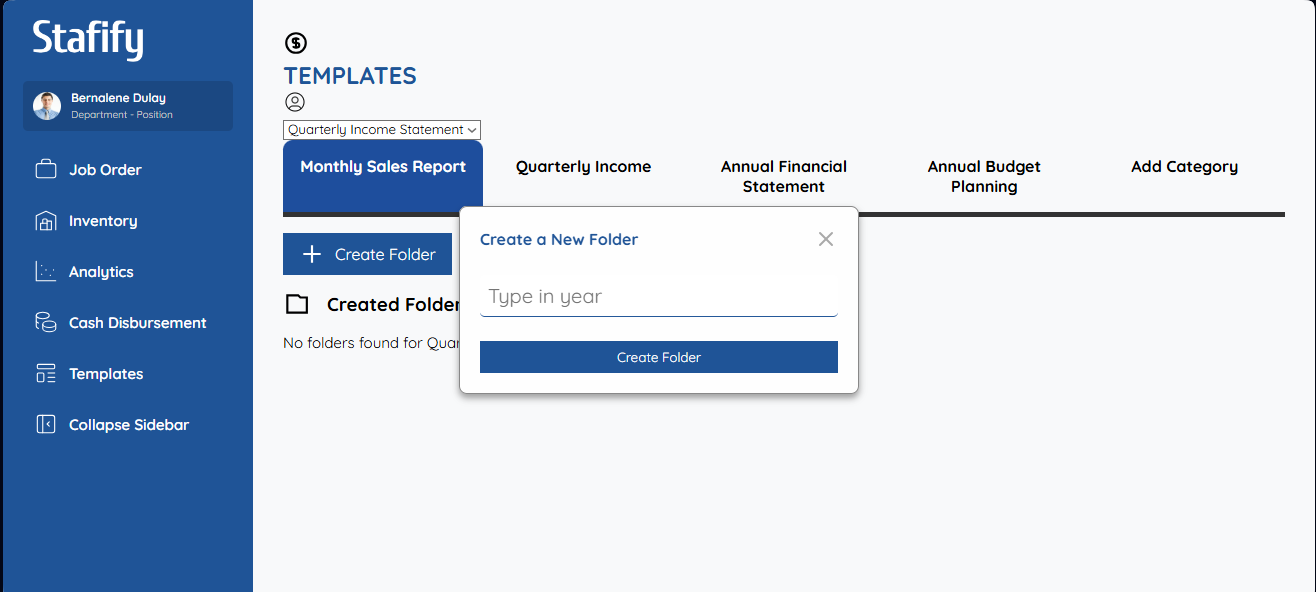 Stafify
Bernalene Dulay
Department - Position
Job Order
Inventory
Analytics
Cash Disbursement
Templates
Collapse Sidebar
TEMPLATES
Quarterly Income Statement
Monthly Sales Report
Quarterly Income
Annual Financial
Statement
Annual Budget
Planning
Add Category
Create Folder
Created Folder
No folders found for Quar
Create a New Folder
Type in year
Create Folder